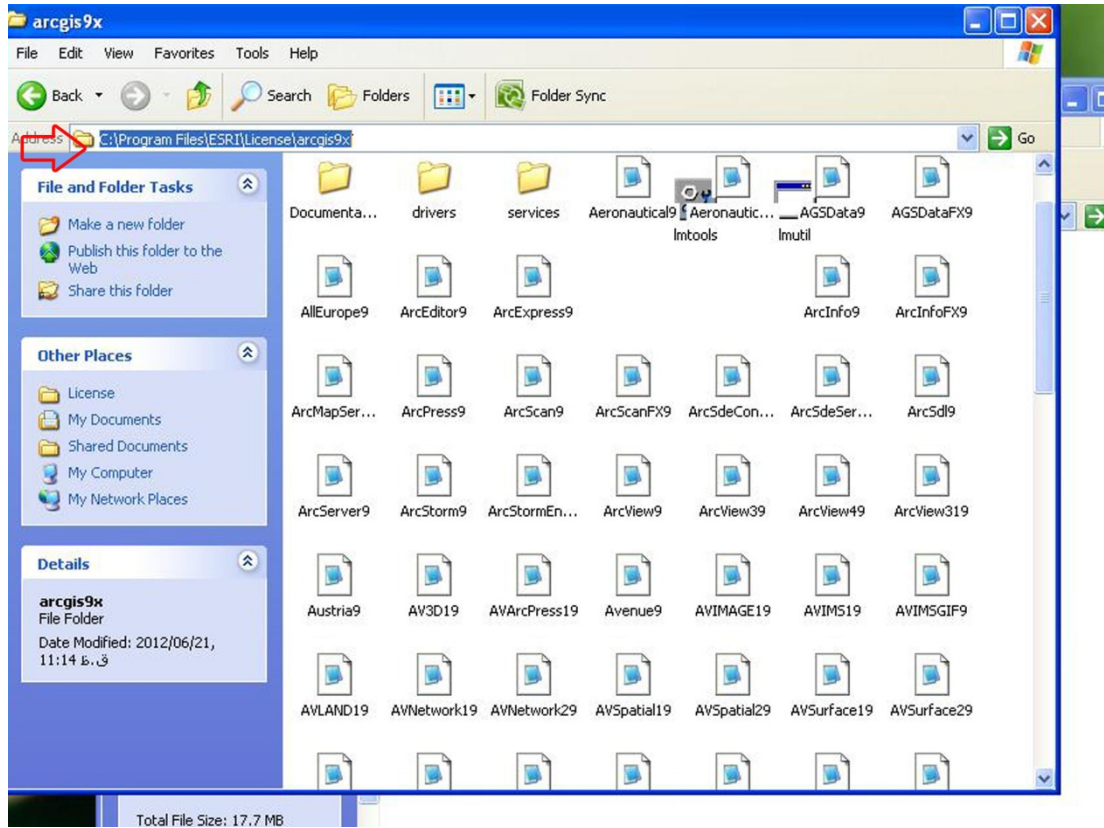 arcgis9x
File Edit View Favorites Tools Help
Back Search Folders Folder Sync
Address C:\Program Files\ESRI\License\arcgis9x Go
File and Folder Tasks
Make a new folder
Publish this folder to the
Web
Share this folder
Other Places
License
My Documents
Shared Documents
My Computer
My Network Places
Details
arcgis9x
File Folder
Date Modified: 2012/06/21,
11:14 ق.ظ
Documenta... drivers services Aeronautical9 Aeronautic... AGSData9 AGSDataFX9
lmtools lmutil
AllEurope9 ArcEditor9 ArcExpress9 ArcInfo9 ArcInfoFX9
ArcMapSer... ArcPress9 ArcScan9 ArcScanFX9 ArcSdeCon... ArcSdeSer... ArcSdl9
ArcServer9 ArcStorm9 ArcStormEn... ArcView9 ArcView39 ArcView49 ArcView319
Austria9 AV3D19 AVArcPress19 Avenue9 AVIMAGE19 AVIMS19 AVIMSGIF9
AVLAND19 AVNetwork19 AVNetwork29 AVSpatial19 AVSpatial29 AVSurface19 AVSurface29
Total File Size: 17.7 MB